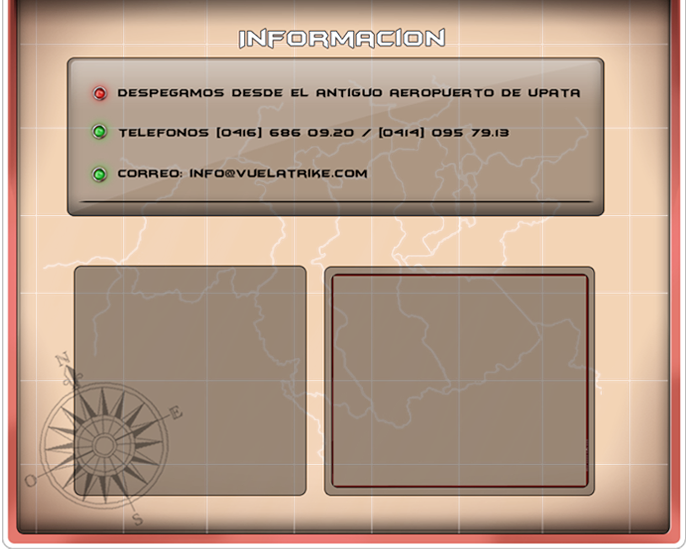 INFORMACION
DESPEGAMOS DESDE EL ANTIGUO AEROPUERTO DE UPATA
TELEFONOS [0416] 686 09.20 / [0414] 095 79.13
CORREO: INFO@VUELATRIKE.COM
N
E
O
S